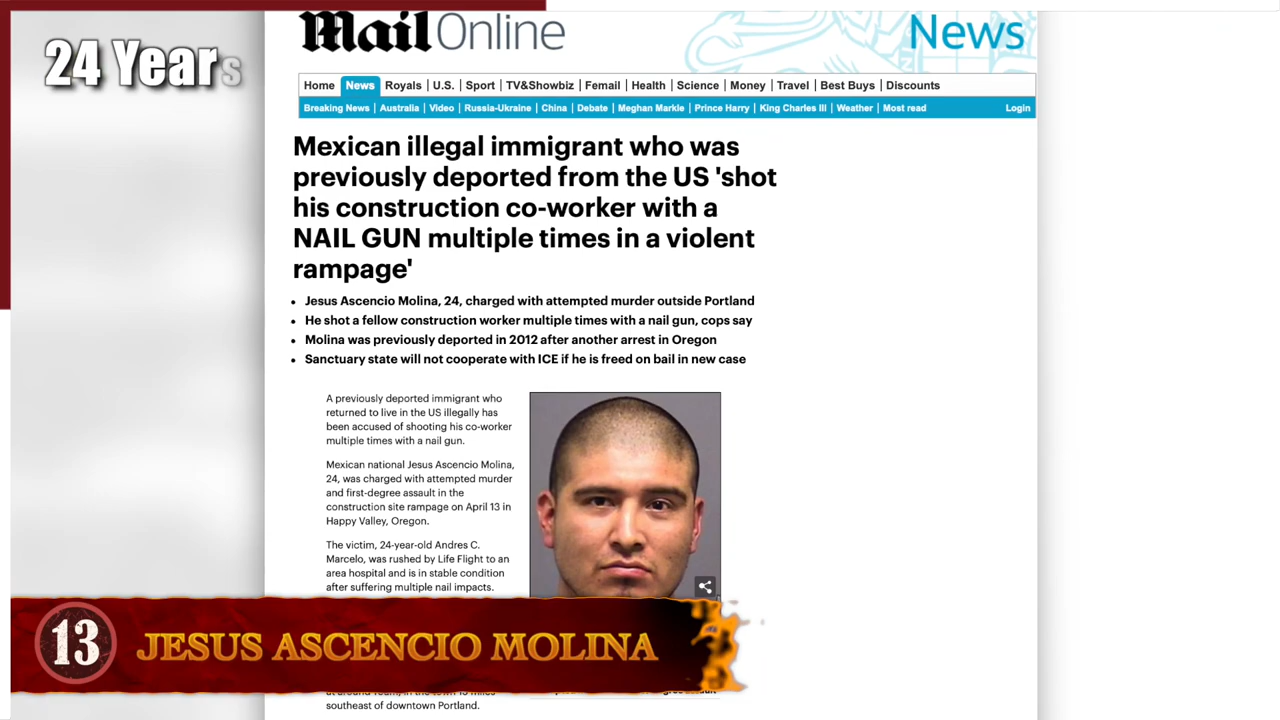 24 Years
Mail Online
News
Home News Royals U.S. Sport TV&Showbiz Femail Health Science Money Travel Best Buys Discounts
Breaking News Australia Video Russia-Ukraine China Debate Meghan Markle Prince Harry King Charles III Weather Most read Login
Mexican illegal immigrant who was
previously deported from the US 'shot
his construction co-worker with a
NAIL GUN multiple times in a violent
rampage'
• Jesus Ascencio Molina, 24, charged with attempted murder outside Portland
• He shot a fellow construction worker multiple times with a nail gun, cops say
• Molina was previously deported in 2012 after another arrest in Oregon
• Sanctuary state will not cooperate with ICE if he is freed on bail in new case
A previously deported immigrant who
returned to live in the US illegally has
been accused of shooting his co-worker
multiple times with a nail gun.
Mexican national Jesus Ascencio Molina,
24, was charged with attempted murder
and first-degree assault in the
construction site rampage on April 13 in
Happy Valley, Oregon.
The victim, 24-year-old Andres C.
Marcelo, was rushed by Life Flight to an
area hospital and is in stable condition
after suffering multiple nail impacts.
13 JESUS ASCENCIO MOLINA
southeast of downtown Portland.